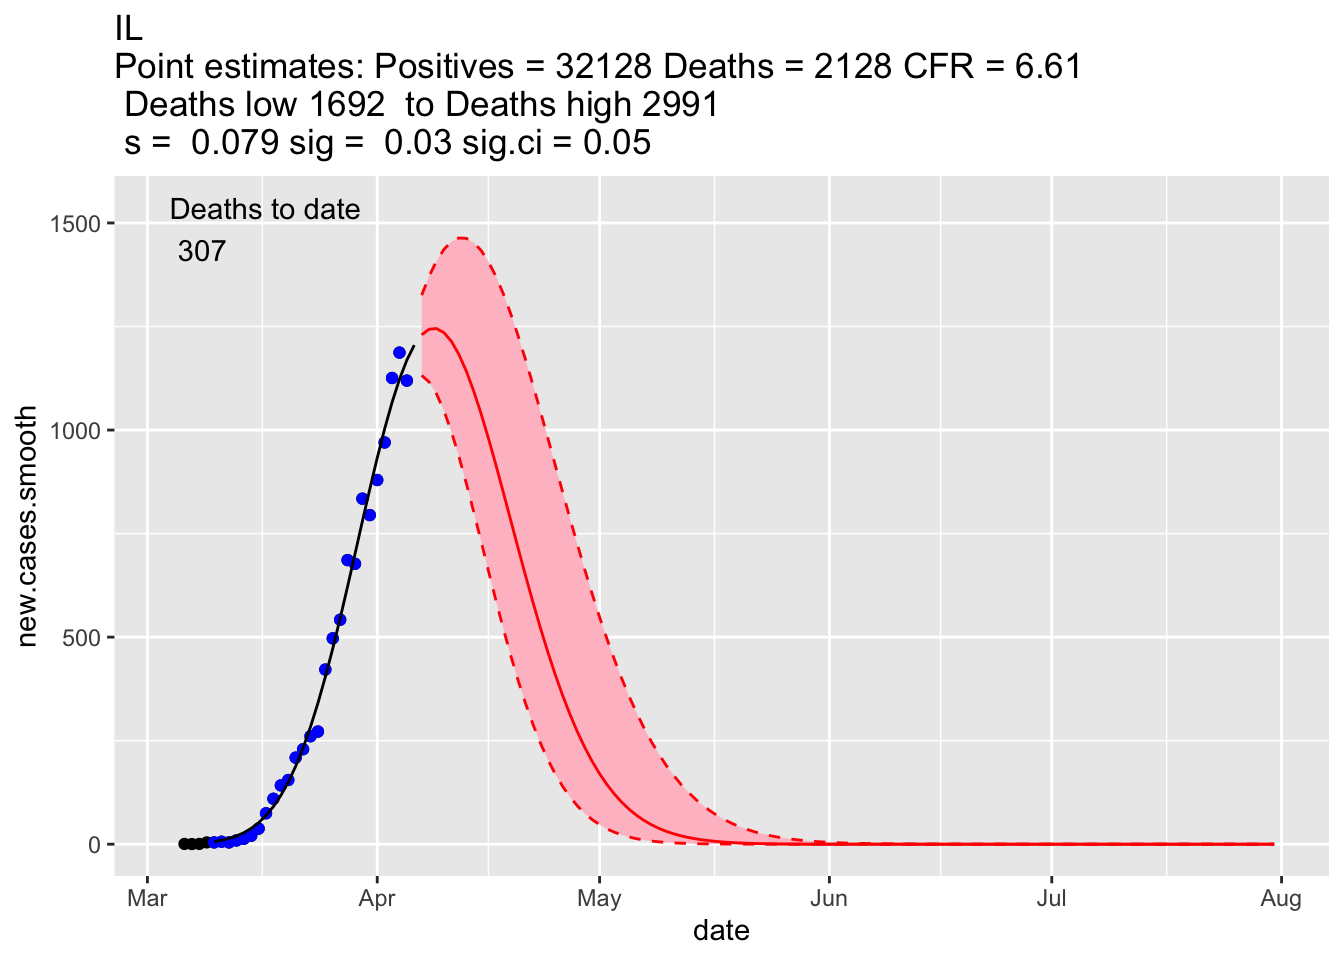 IL
Point estimates: Positives = 32128 Deaths = 2128 CFR = 6.61
Deaths low 1692  to Deaths high 2991
s =  0.079 sig =  0.03 sig.ci = 0.05
Deaths to date
307
1500
1000
500
0
new.cases.smooth
Mar
Apr
May
Jun
Jul
Aug
date